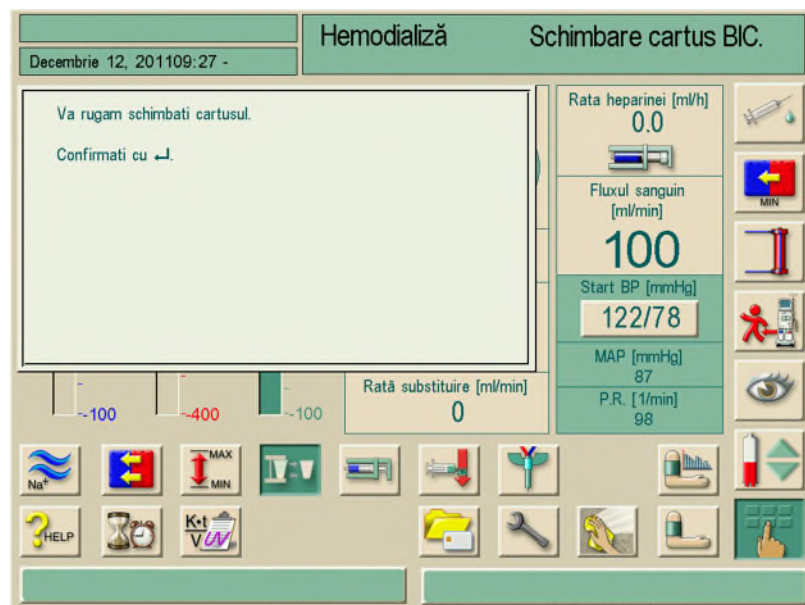 Hemodializă Schimbare cartus BIC.
Decembrie 12, 201109:27 -
Va rugam schimbati cartusul.
Confirmati cu ↵.
Rata heparinei [ml/h]
0.0
Fluxul sanguin
[ml/min]
100
Start BP [mmHg]
122/78
MAP [mmHg]
87
P.R. [1/min]
98
MIN
-100
-400
-100
Rată substituire [ml/min]
0
Na+
MAX
MIN
HELP
K•t
V
UV